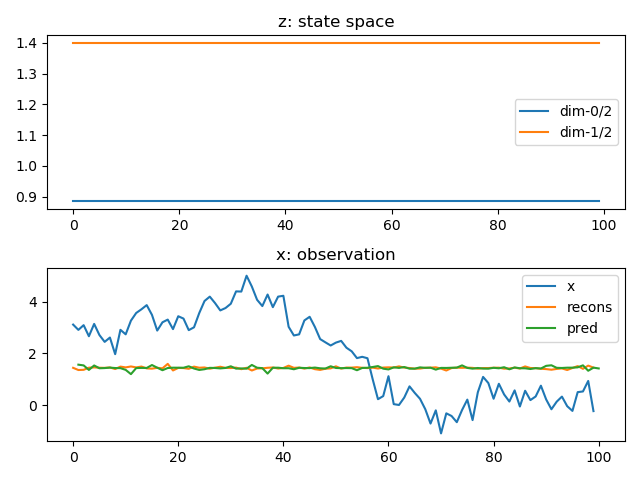 z: state space
1.4
1.3
1.2
1.1
1.0
0.9
dim-0/2
dim-1/2
0 20 40 60 80 100
x: observation
4
2
0
x
recons
pred
0 20 40 60 80 100